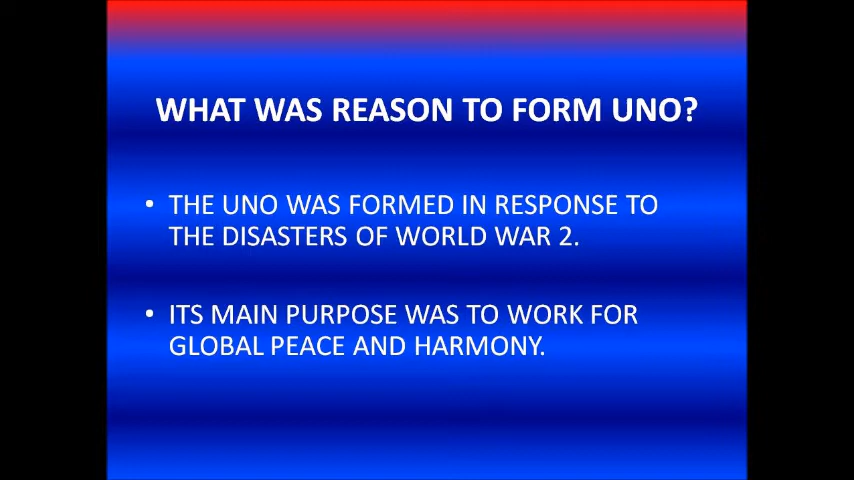 WHAT WAS REASON TO FORM UNO?
• THE UNO WAS FORMED IN RESPONSE TO
THE DISASTERS OF WORLD WAR 2.
• ITS MAIN PURPOSE WAS TO WORK FOR
GLOBAL PEACE AND HARMONY.